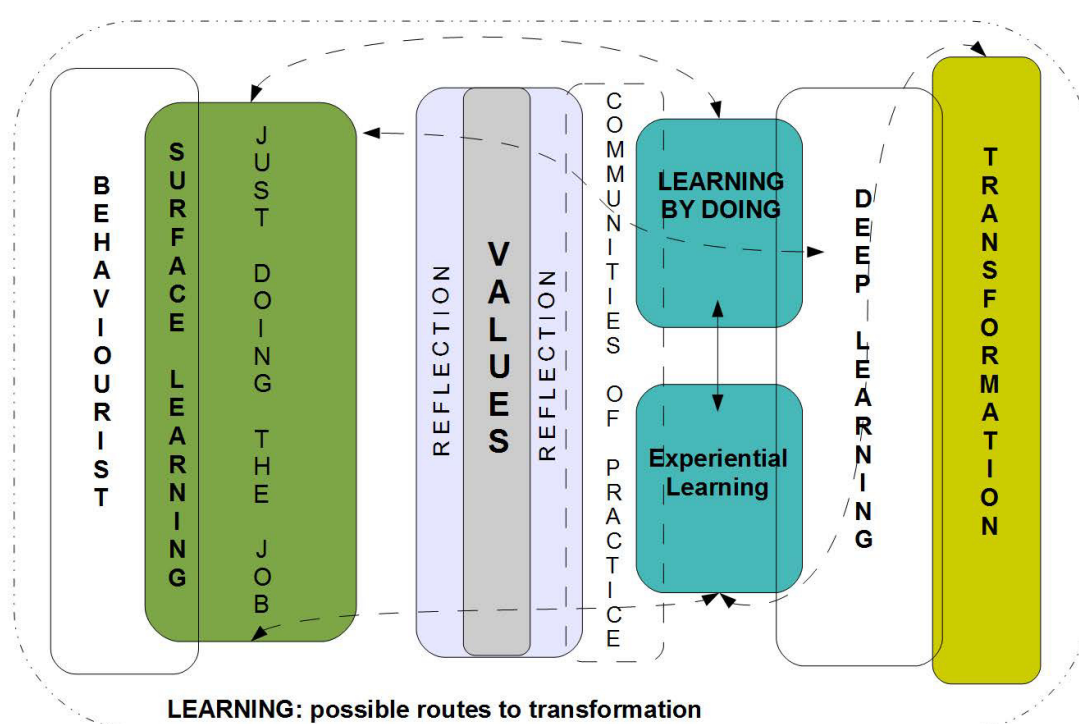 BEHAVIOURIST
SURFACE LEARNING
JUST DOING THE JOB
REFLECTION
VALUES
REFLECTION
COMMUNITIES OF PRACTICE
LEARNING
BY DOING
Experiential
Learning
DEEP LEARNING
TRANSFORMATION
LEARNING: possible routes to transformation